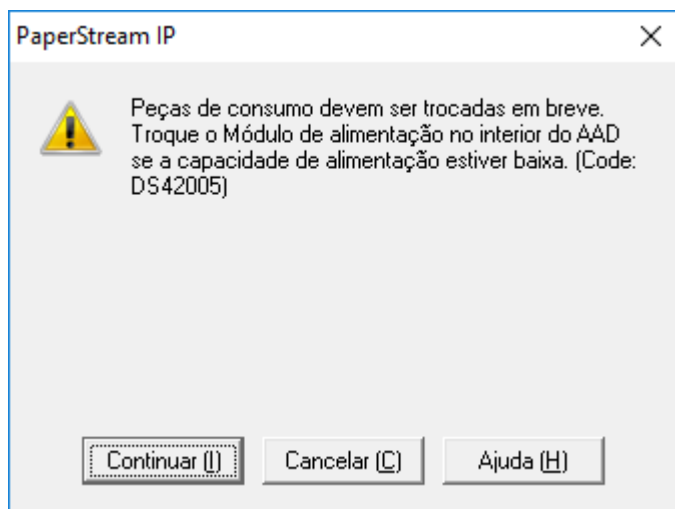 PaperStream IP
Peças de consumo devem ser trocadas em breve.
Troque o Módulo de alimentação no interior do AAD
se a capacidade de alimentação estiver baixa. (Code:
DS42005)
Continuar (I) Cancelar (C) Ajuda (H)